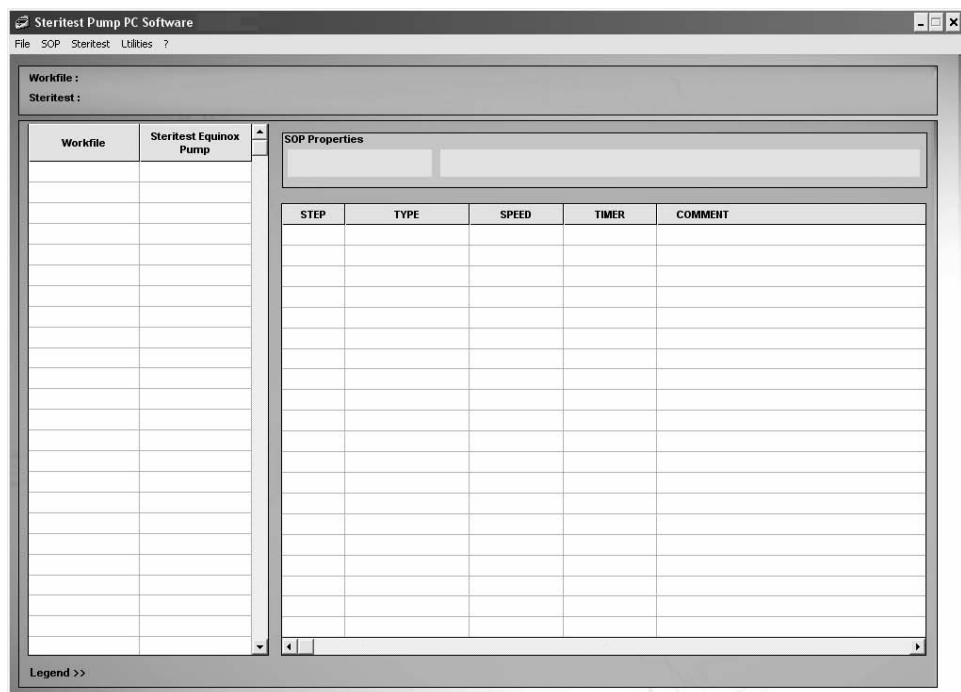 Steritest Pump PC Software
File SOP Steritest Utilities ?
Workfile :
Steritest :
Workfile
Steritest Equinox
Pump
SOP Properties
STEP TYPE SPEED TIMER COMMENT
Legend >>